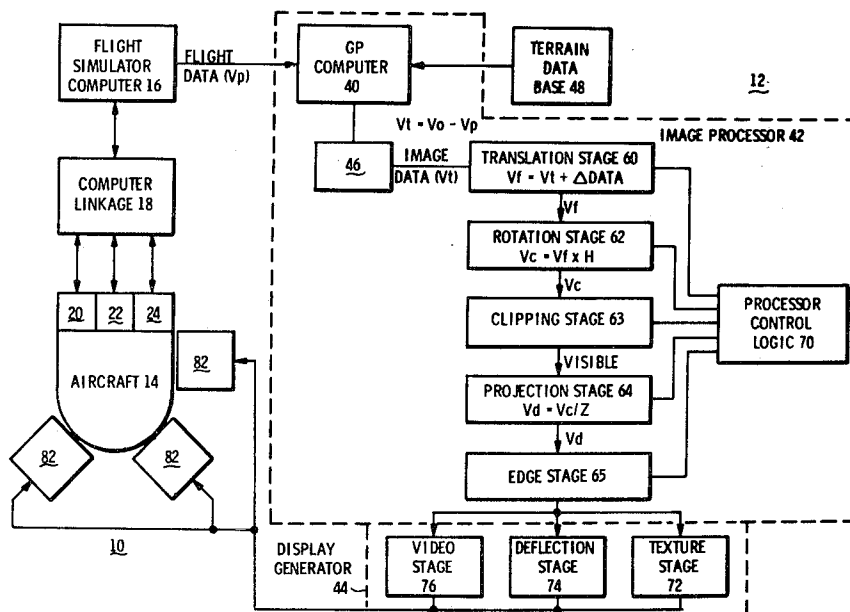 FLIGHT
SIMULATOR
COMPUTER 16
FLIGHT
DATA (Vp)
GP
COMPUTER
40
TERRAIN
DATA
BASE 48
12
Vt = Vo - Vp
IMAGE PROCESSOR 42
46
IMAGE
DATA (Vt)
TRANSLATION STAGE 60
Vf = Vt + ΔDATA
Vf
COMPUTER
LINKAGE 18
ROTATION STAGE 62
Vc = Vf x H
Vc
20
22
24
CLIPPING STAGE 63
PROCESSOR
CONTROL
LOGIC 70
VISIBLE
AIRCRAFT 14
82
PROJECTION STAGE 64
Vd = Vc/Z
Vd
82
82
EDGE STAGE 65
10
DISPLAY
GENERATOR
44
VIDEO
STAGE
76
DEFLECTION
STAGE
74
TEXTURE
STAGE
72